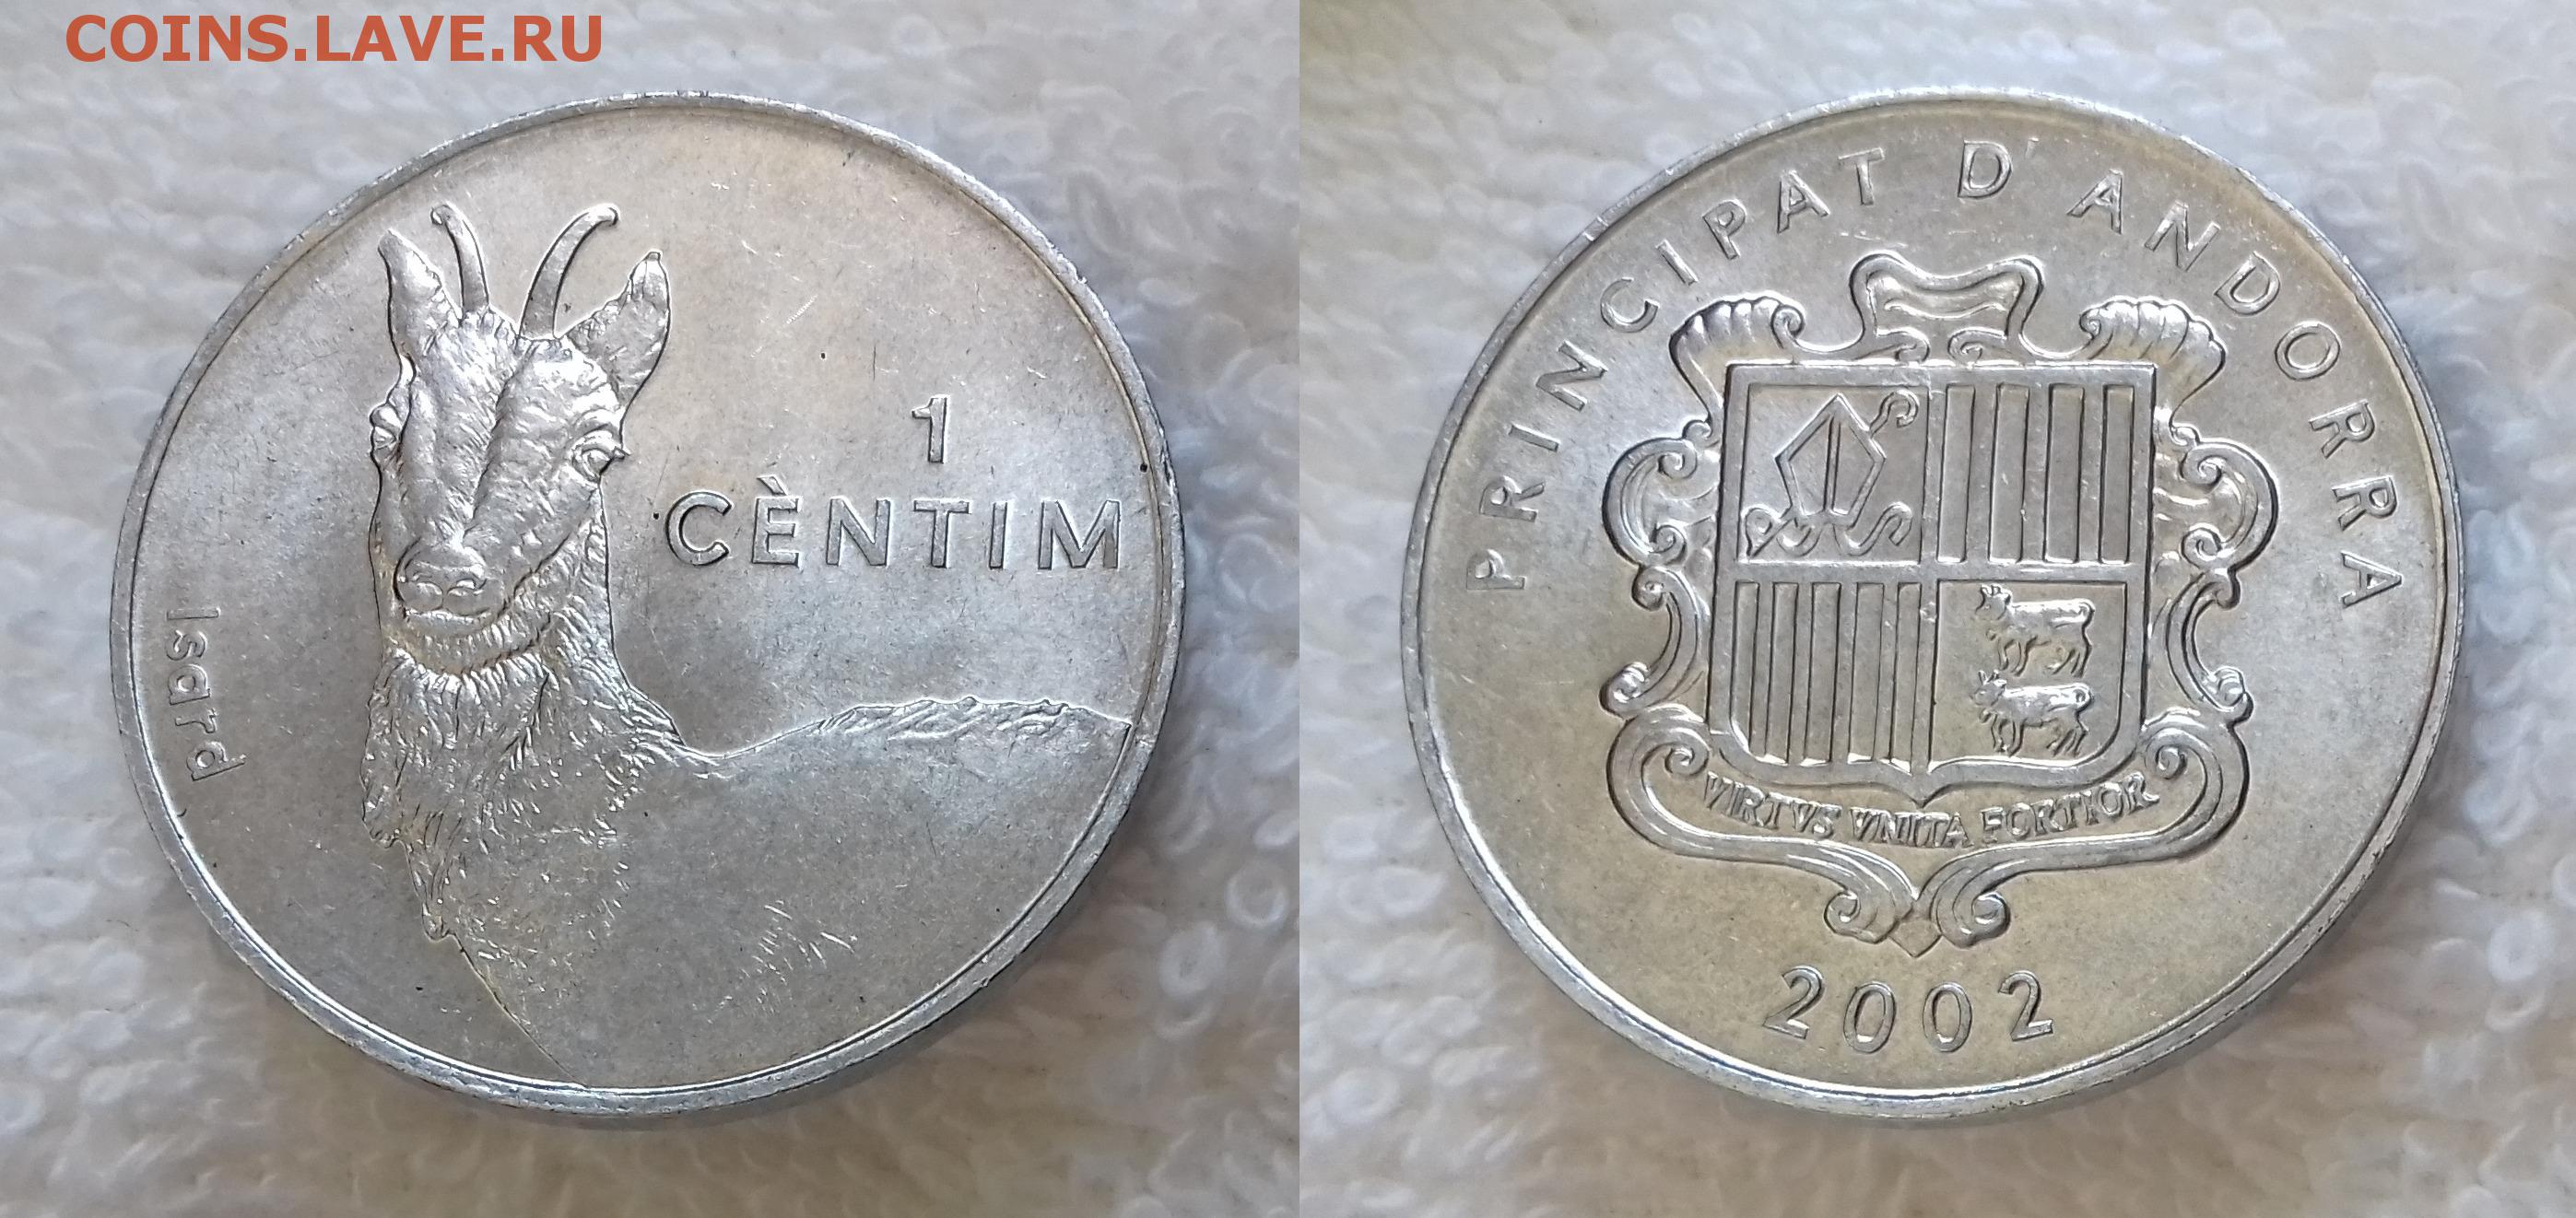 COINS.LAVE.RU
1
CÈNTIM
Isard
PRINCIPAT D'ANDORRA
VIRTVS VNITA FORTIOR
2002